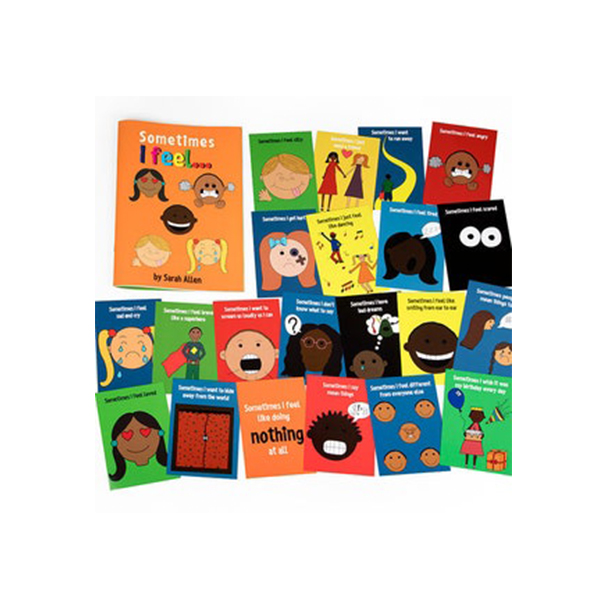 Sometimes
I feel...
by Sarah Allen
Sometimes I feel silly
Sometimes I just
Sometimes I want
to run away
Sometimes I feel angry
Sometimes I get hurt
Sometimes I just feel
like dancing
Sometimes I feel tired
Sometimes I feel scared
Sometimes I feel
sad and cry
Sometimes I feel brave
like a superhero
Sometimes I want to
scream as loudly as I can
Sometimes I don't
know what to say
Sometimes I have
bad dreams
Sometimes I feel like
smiling from ear to ear
Sometimes people
mean things to
Sometimes I feel loved
Sometimes I want to hide
away from the world
Sometimes I feel
like doing
nothing
at all
Sometimes I say
mean things
Sometimes I feel different
from everyone else
Sometimes I wish it was
my birthday every day